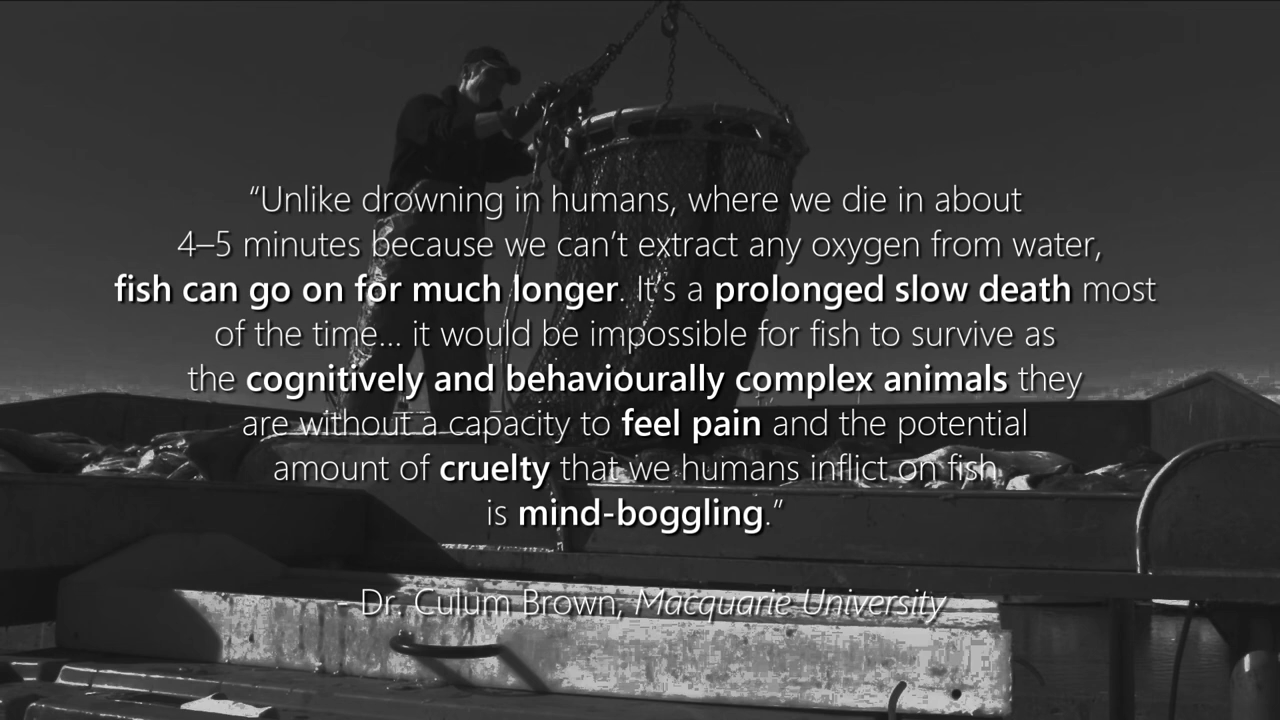 “Unlike drowning in humans, where we die in about
4–5 minutes because we can’t extract any oxygen from water,
fish can go on for much longer. It’s a prolonged slow death most
of the time... it would be impossible for fish to survive as
the cognitively and behaviourally complex animals they
are without a capacity to feel pain and the potential
amount of cruelty that we humans inflict on fish
is mind-boggling.”
- Dr. Culum Brown, Macquarie University